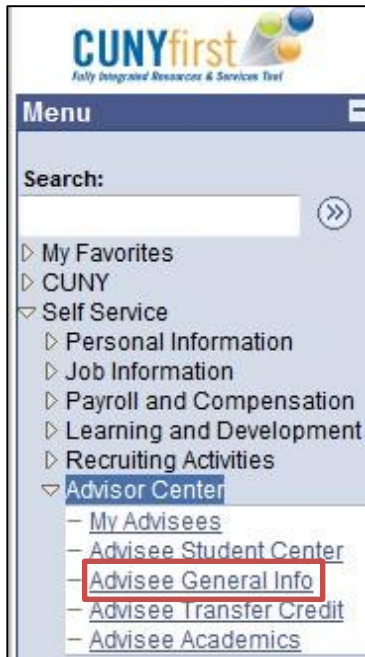 CUNYfirst
Fully Integrated Resources & Services Tool
Menu
Search:
My Favorites
CUNY
Self Service
Personal Information
Job Information
Payroll and Compensation
Learning and Development
Recruiting Activities
Advisor Center
My Advisees
Advisee Student Center
Advisee General Info
Advisee Transfer Credit
Advisee Academics